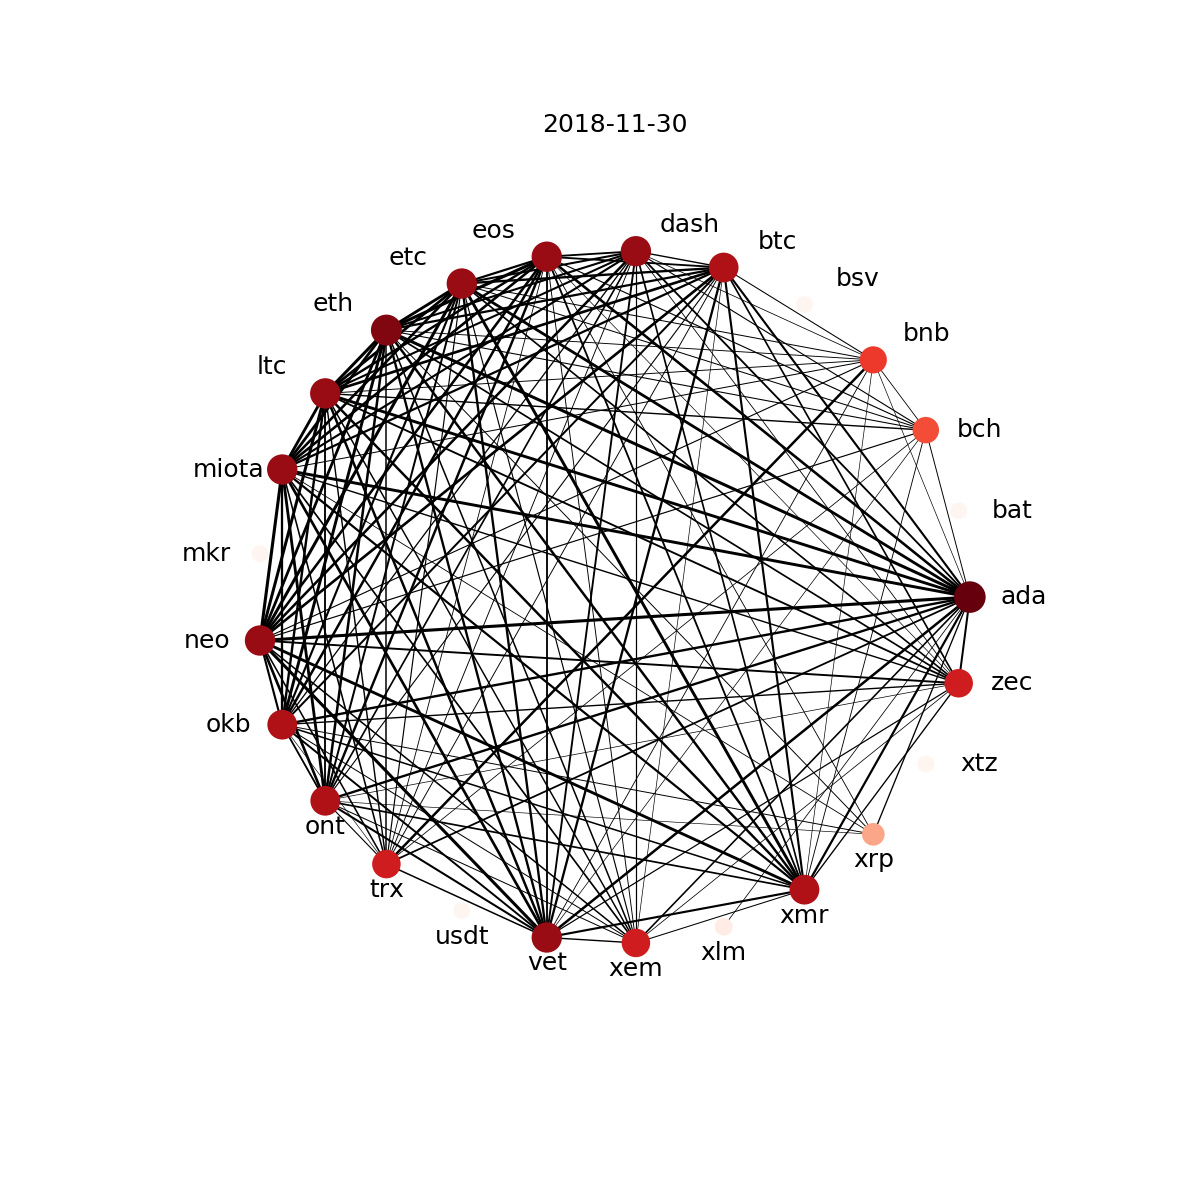 2018-11-30
dash
eos
btc
etc
bsv
eth
bnb
ltc
bch
miota
bat
mkr
ada
neo
zec
okb
xtz
ont
xrp
trx
xmr
usdt
xlm
vet
xem